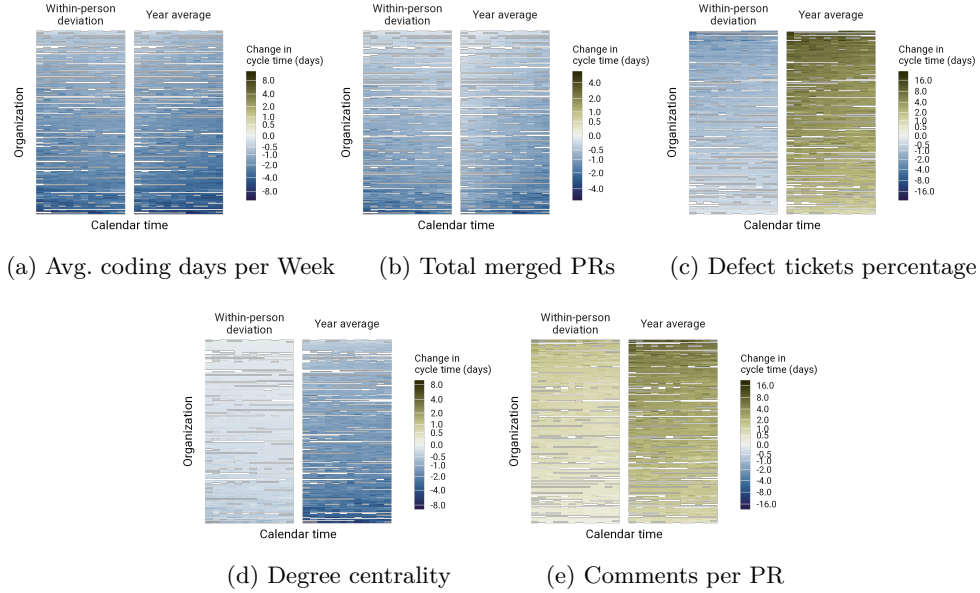 Within-person
deviation
Year average
Change in
cycle time (days)
8.0
4.0
2.0
1.0
0.5
0.0
-0.5
-1.0
-2.0
-4.0
-8.0
Organization
Calendar time
(a) Avg. coding days per Week
Within-person
deviation
Year average
Change in
cycle time (days)
4.0
2.0
1.0
0.5
0.0
-0.5
-1.0
-2.0
-4.0
Organization
Calendar time
(b) Total merged PRs
Within-person
deviation
Year average
Change in
cycle time (days)
16.0
8.0
4.0
2.0
1.0
0.5
0.0
-0.5
-1.0
-2.0
-4.0
-8.0
-16.0
Organization
Calendar time
(c) Defect tickets percentage
Within-person
deviation
Year average
Change in
cycle time (days)
8.0
4.0
2.0
1.0
0.5
0.0
-0.5
-1.0
-2.0
-4.0
-8.0
Organization
Calendar time
(d) Degree centrality
Within-person
deviation
Year average
Change in
cycle time (days)
16.0
8.0
4.0
2.0
1.0
0.5
0.0
-0.5
-1.0
-2.0
-4.0
-8.0
-16.0
Organization
Calendar time
(e) Comments per PR